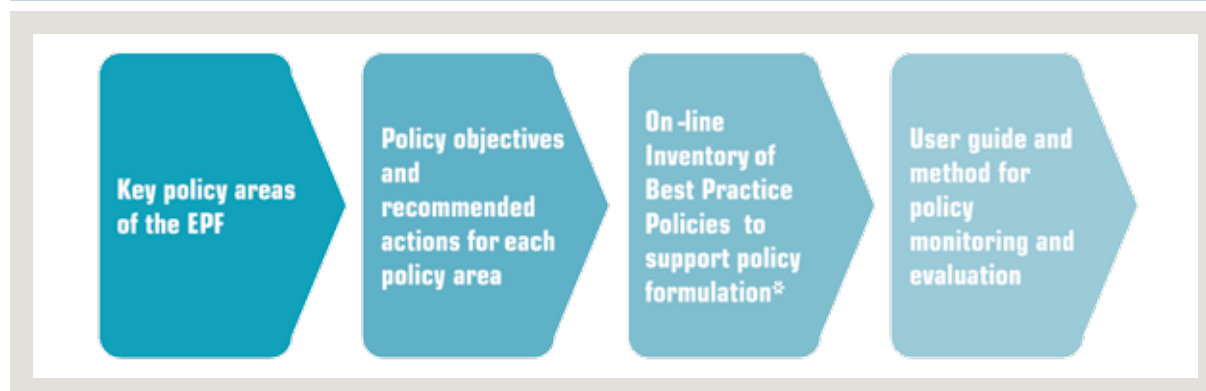 Key policy areas
of the EPF
Policy objectives
and
recommended
actions for each
policy area
On -line
Inventory of
Best Practice
Policies to
support policy
formulation*
User guide and
method for
policy
monitoring and
evaluation